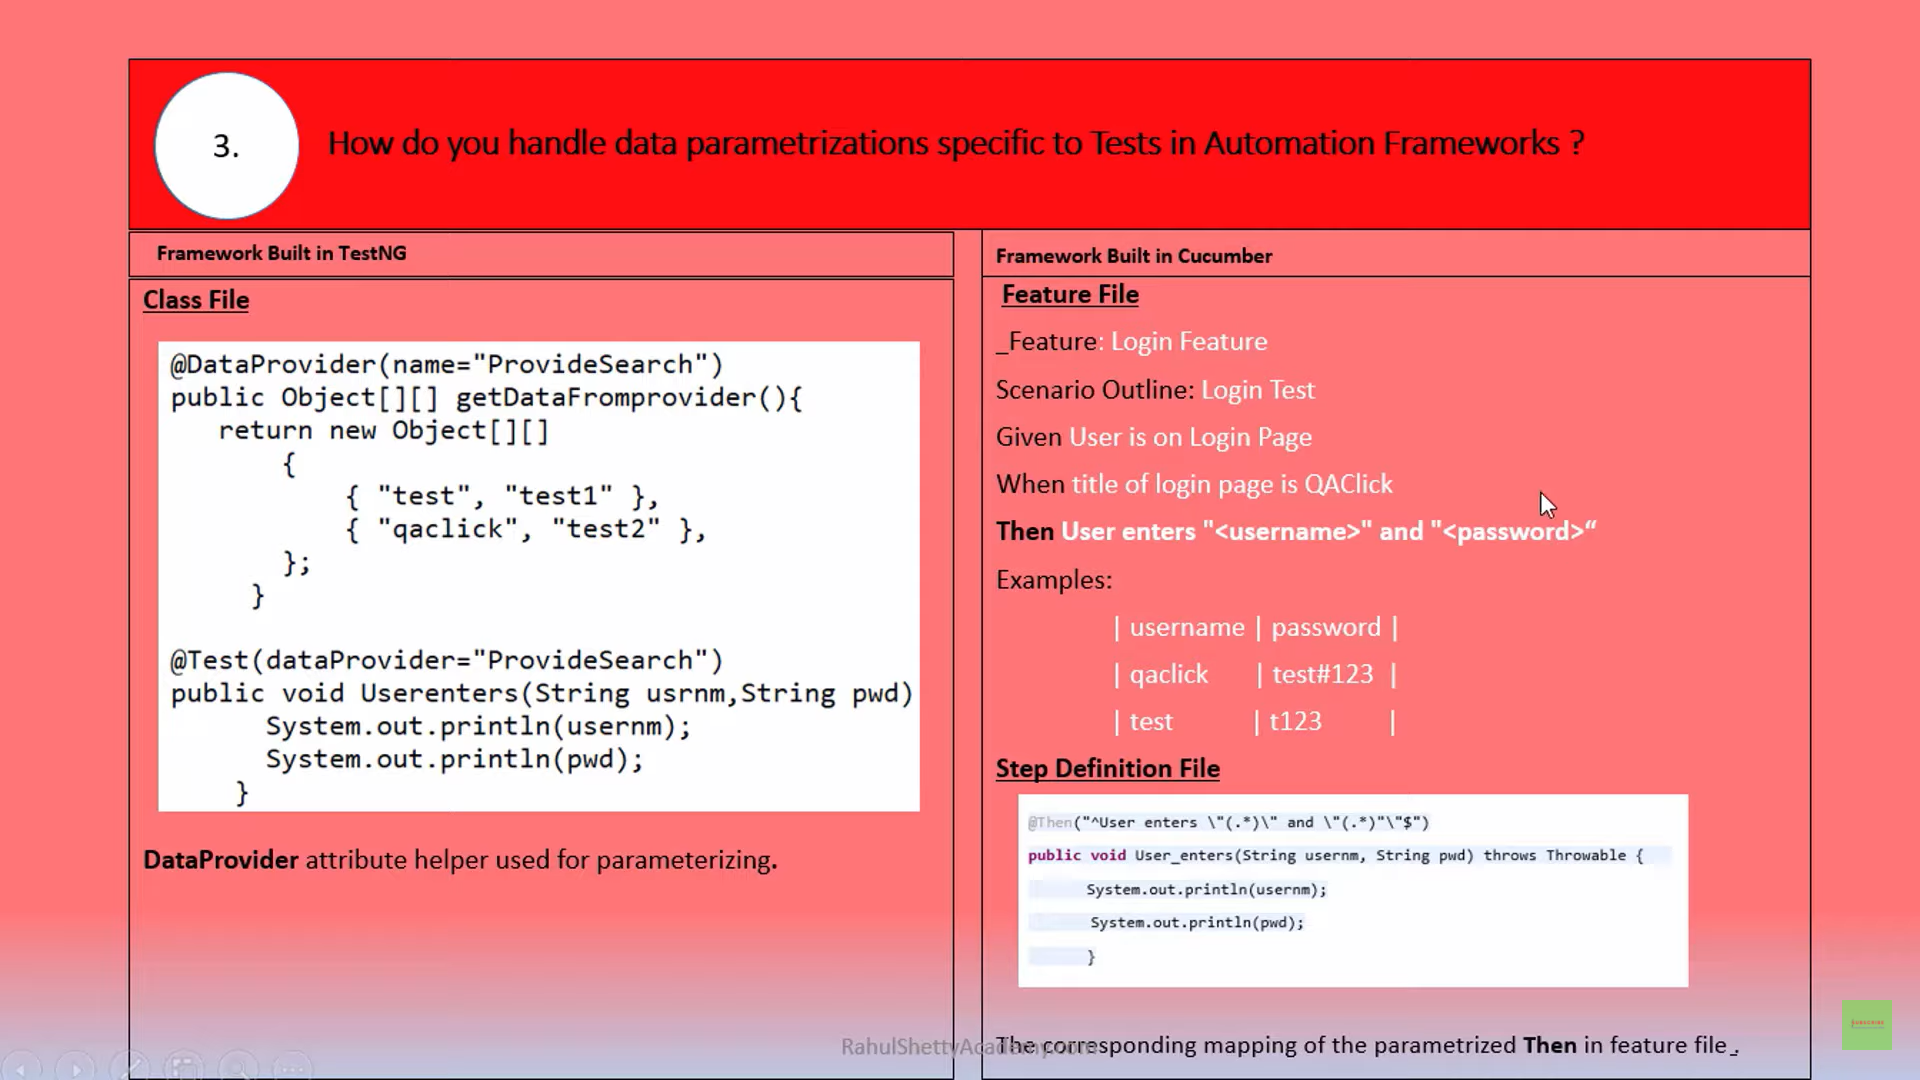 3.
How do you handle data parametrizations specific to Tests in Automation Frameworks ?
Framework Built in TestNG
Class File
@DataProvider(name="ProvideSearch")
public Object[][] getDataFromprovider(){
return new Object[][]
{
{ "test", "test1" },
{ "qaclick", "test2" },
};
}
@Test(dataProvider="ProvideSearch")
public void Userenters(String usrnm,String pwd)
System.out.println(usernm);
System.out.println(pwd);
}
DataProvider attribute helper used for parameterizing.
Framework Built in Cucumber
Feature File
_Feature: Login Feature
Scenario Outline: Login Test
Given User is on Login Page
When title of login page is QAClick
Then User enters "<username>" and "<password>“
Examples:
| username | password |
| qaclick | test#123 |
| test | t123 |
Step Definition File
@Then("^User enters \"(.*)\" and \"(.*)"\"$")
public void User_enters(String usernm, String pwd) throws Throwable {
System.out.println(usernm);
System.out.println(pwd);
}
The corresponding mapping of the parametrized Then in feature file .
RahulShettyAcademy.com
SUBSCRIBE